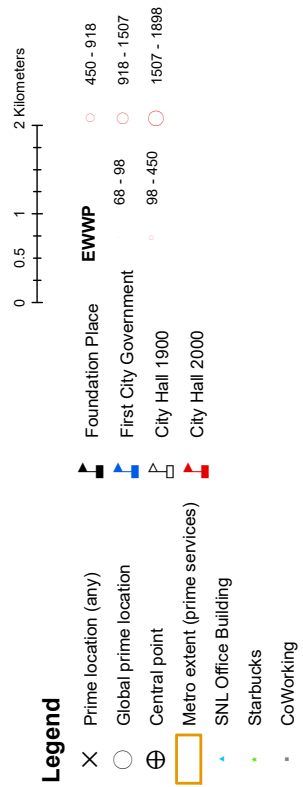 Legend
Prime location (any)
Global prime location
Central point
Metro extent (prime services)
SNL Office Building
Starbucks
CoWorking
Foundation Place
First City Government
City Hall 1900
City Hall 2000
0 0.5 1 2 Kilometers
EWWP
68 - 98
98 - 450
450 - 918
918 - 1507
1507 - 1898